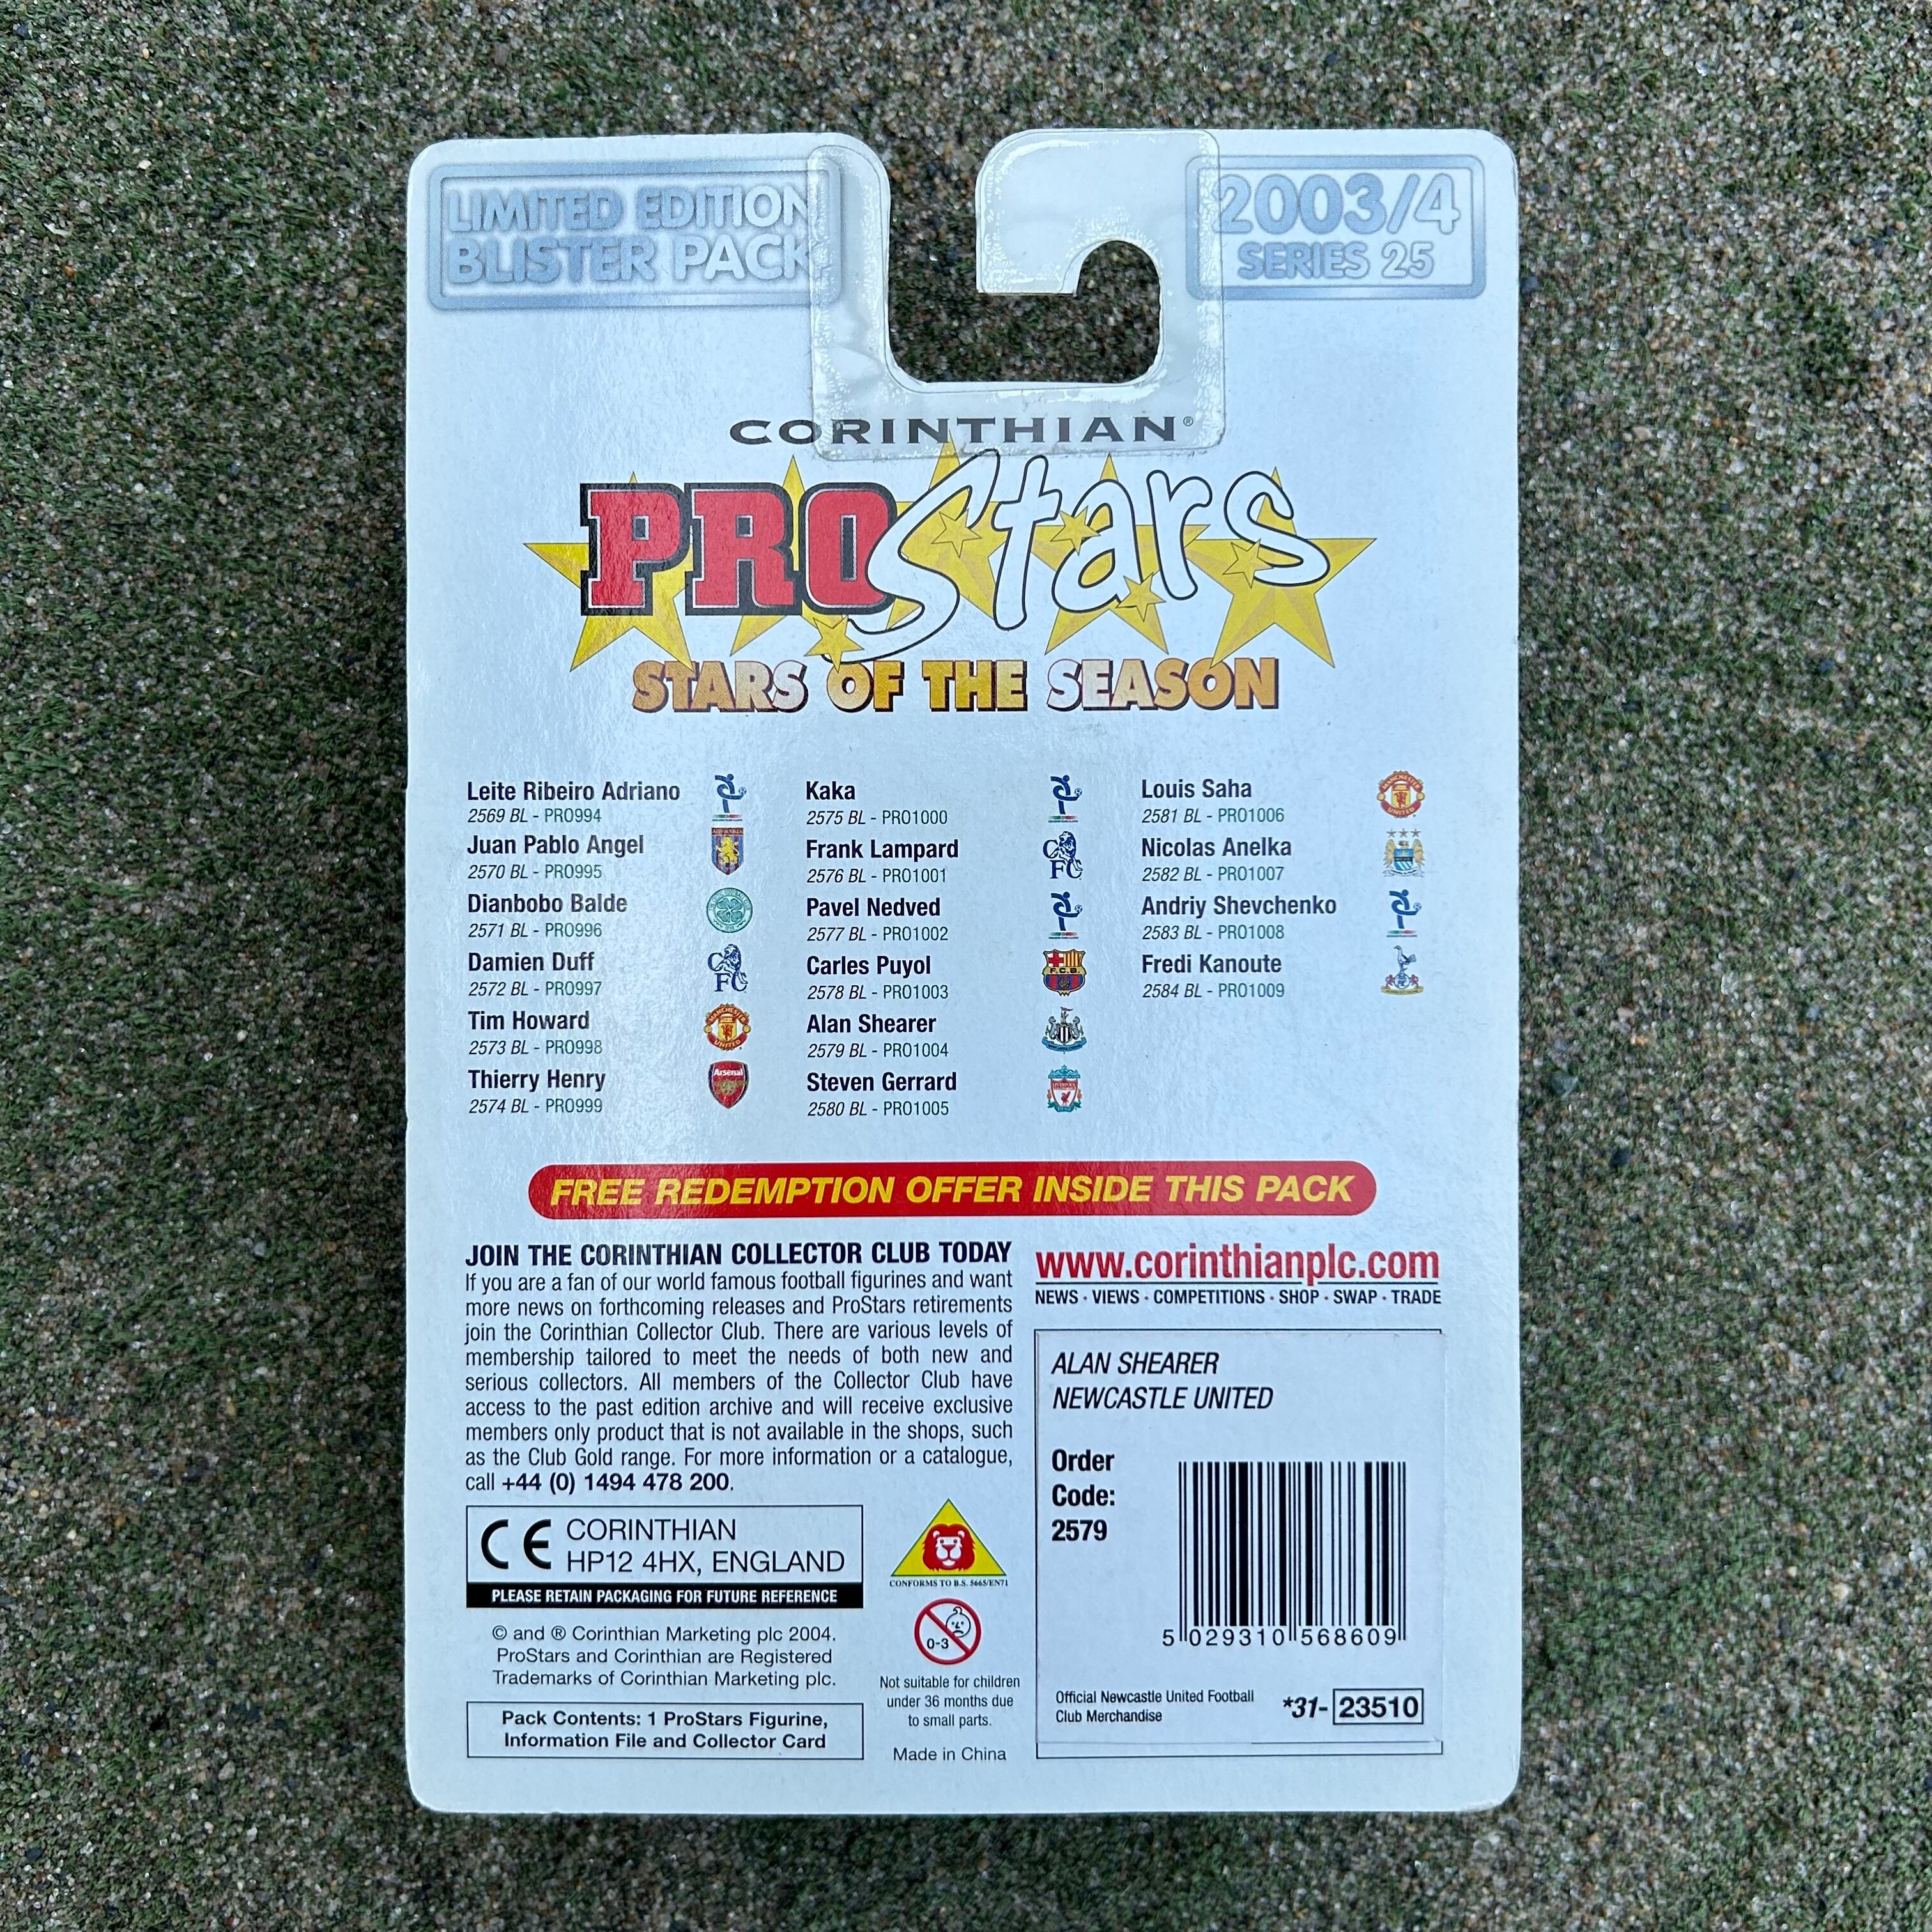 LIMITED EDITION
BLISTER PACK
2003/4
SERIES 25
CORINTHIAN®
PROStars
STARS OF THE SEASON
Leite Ribeiro Adriano
2569 BL - PRO994
Juan Pablo Angel
2570 BL - PRO995
Dianbobo Balde
2571 BL - PRO996
Damien Duff
2572 BL - PRO997
Tim Howard
2573 BL - PRO998
Thierry Henry
2574 BL - PRO999
Kaka
2575 BL - PRO1000
Frank Lampard
2576 BL - PRO1001
Pavel Nedved
2577 BL - PRO1002
Carles Puyol
2578 BL - PRO1003
Alan Shearer
2579 BL - PRO1004
Steven Gerrard
2580 BL - PRO1005
Louis Saha
2581 BL - PRO1006
Nicolas Anelka
2582 BL - PRO1007
Andriy Shevchenko
2583 BL - PRO1008
Fredi Kanoute
2584 BL - PRO1009
FC
MANCHESTER
UNITED
Arsenal
FC
F.C.B.
MANCHESTER
UNITED
FREE REDEMPTION OFFER INSIDE THIS PACK
JOIN THE CORINTHIAN COLLECTOR CLUB TODAY
If you are a fan of our world famous football figurines and want
more news on forthcoming releases and ProStars retirements
join the Corinthian Collector Club. There are various levels of
membership tailored to meet the needs of both new and
serious collectors. All members of the Collector Club have
access to the past edition archive and will receive exclusive
members only product that is not available in the shops, such
as the Club Gold range. For more information or a catalogue,
call +44 (0) 1494 478 200.
www.corinthianplc.com
NEWS · VIEWS · COMPETITIONS · SHOP · SWAP · TRADE
CE CORINTHIAN
HP12 4HX, ENGLAND
PLEASE RETAIN PACKAGING FOR FUTURE REFERENCE
© and ® Corinthian Marketing plc 2004.
ProStars and Corinthian are Registered
Trademarks of Corinthian Marketing plc.
Pack Contents: 1 ProStars Figurine,
Information File and Collector Card
CONFORMS TO B.S. 5665/EN71
0-3
Not suitable for children
under 36 months due
to small parts.
Made in China
ALAN SHEARER
NEWCASTLE UNITED
Order
Code:
2579
5 029310 568609
Official Newcastle United Football
Club Merchandise
*31- 23510